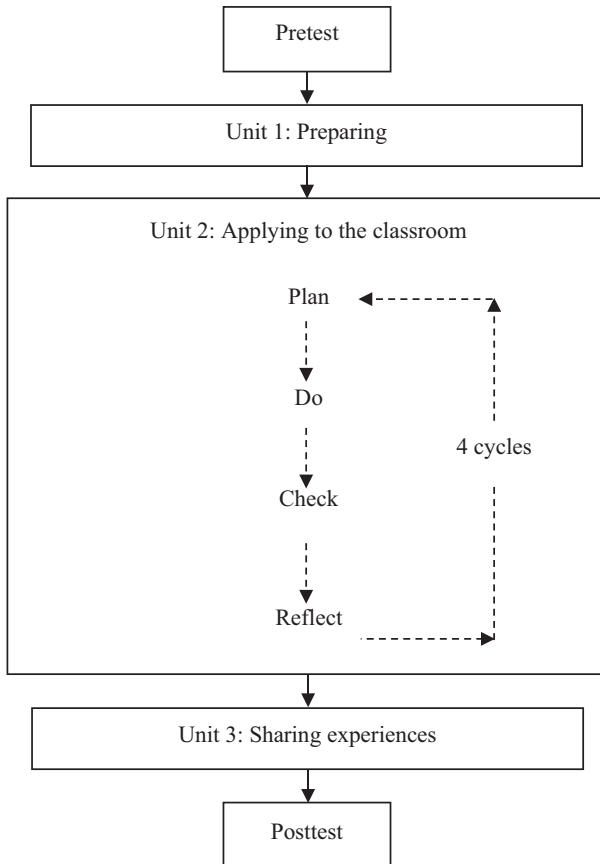 Pretest
Unit 1: Preparing
Unit 2: Applying to the classroom
Plan
Do
4 cycles
Check
Reflect
Unit 3: Sharing experiences
Posttest